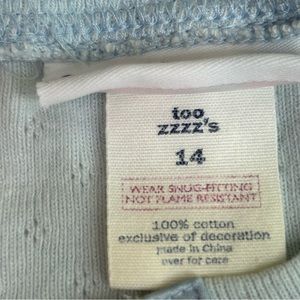 too
zzzz's
14
WEAR SNUG-FITTING
NOT FLAME RESISTANT
100% cotton
exclusive of decoration
made in China
over for care